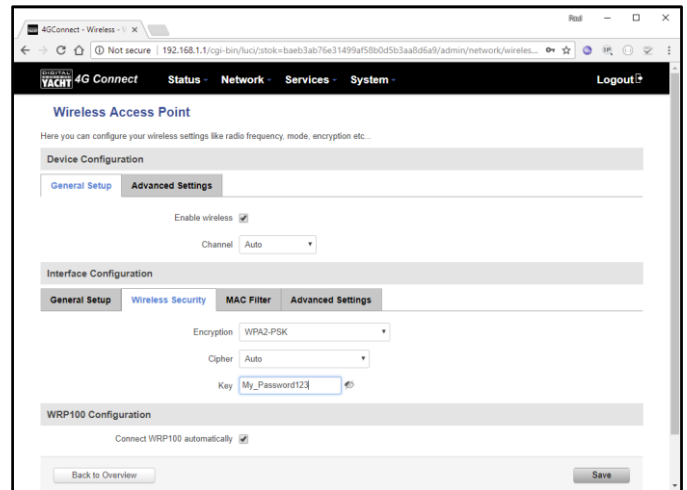 Paul
4GConnect - Wireless - V
Not secure | 192.168.1.1/cgi-bin/luci/;stok=baeb3ab76e31499af58b0d5b3aa8d6a9/admin/network/wireles...
DIGITAL YACHT 4G Connect Status Network Services System Logout
Wireless Access Point
Here you can configure your wireless settings like radio frequency, mode, encryption etc...
Device Configuration
General Setup Advanced Settings
Enable wireless
Channel Auto
Interface Configuration
General Setup Wireless Security MAC Filter Advanced Settings
Encryption WPA2-PSK
Cipher Auto
Key My_Password123
WRP100 Configuration
Connect WRP100 automatically
Back to Overview Save